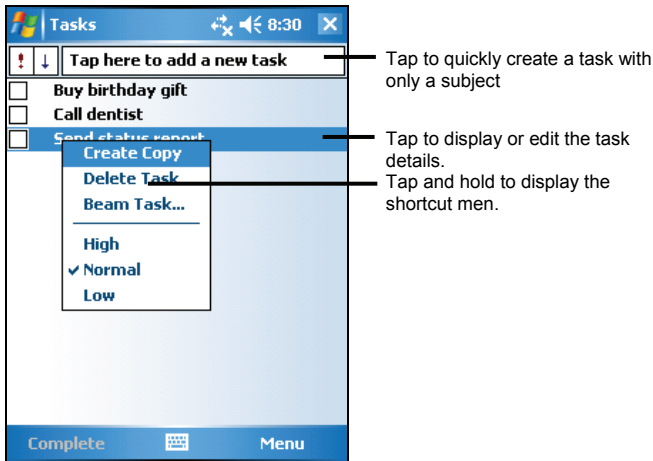 Tasks 8:30
! ↓ Tap here to add a new task
Buy birthday gift
Call dentist
Send status report
Create Copy
Delete Task
Beam Task...
High
Normal
Low
Complete Menu
Tap to quickly create a task with
only a subject
Tap to display or edit the task
details.
Tap and hold to display the
shortcut men.